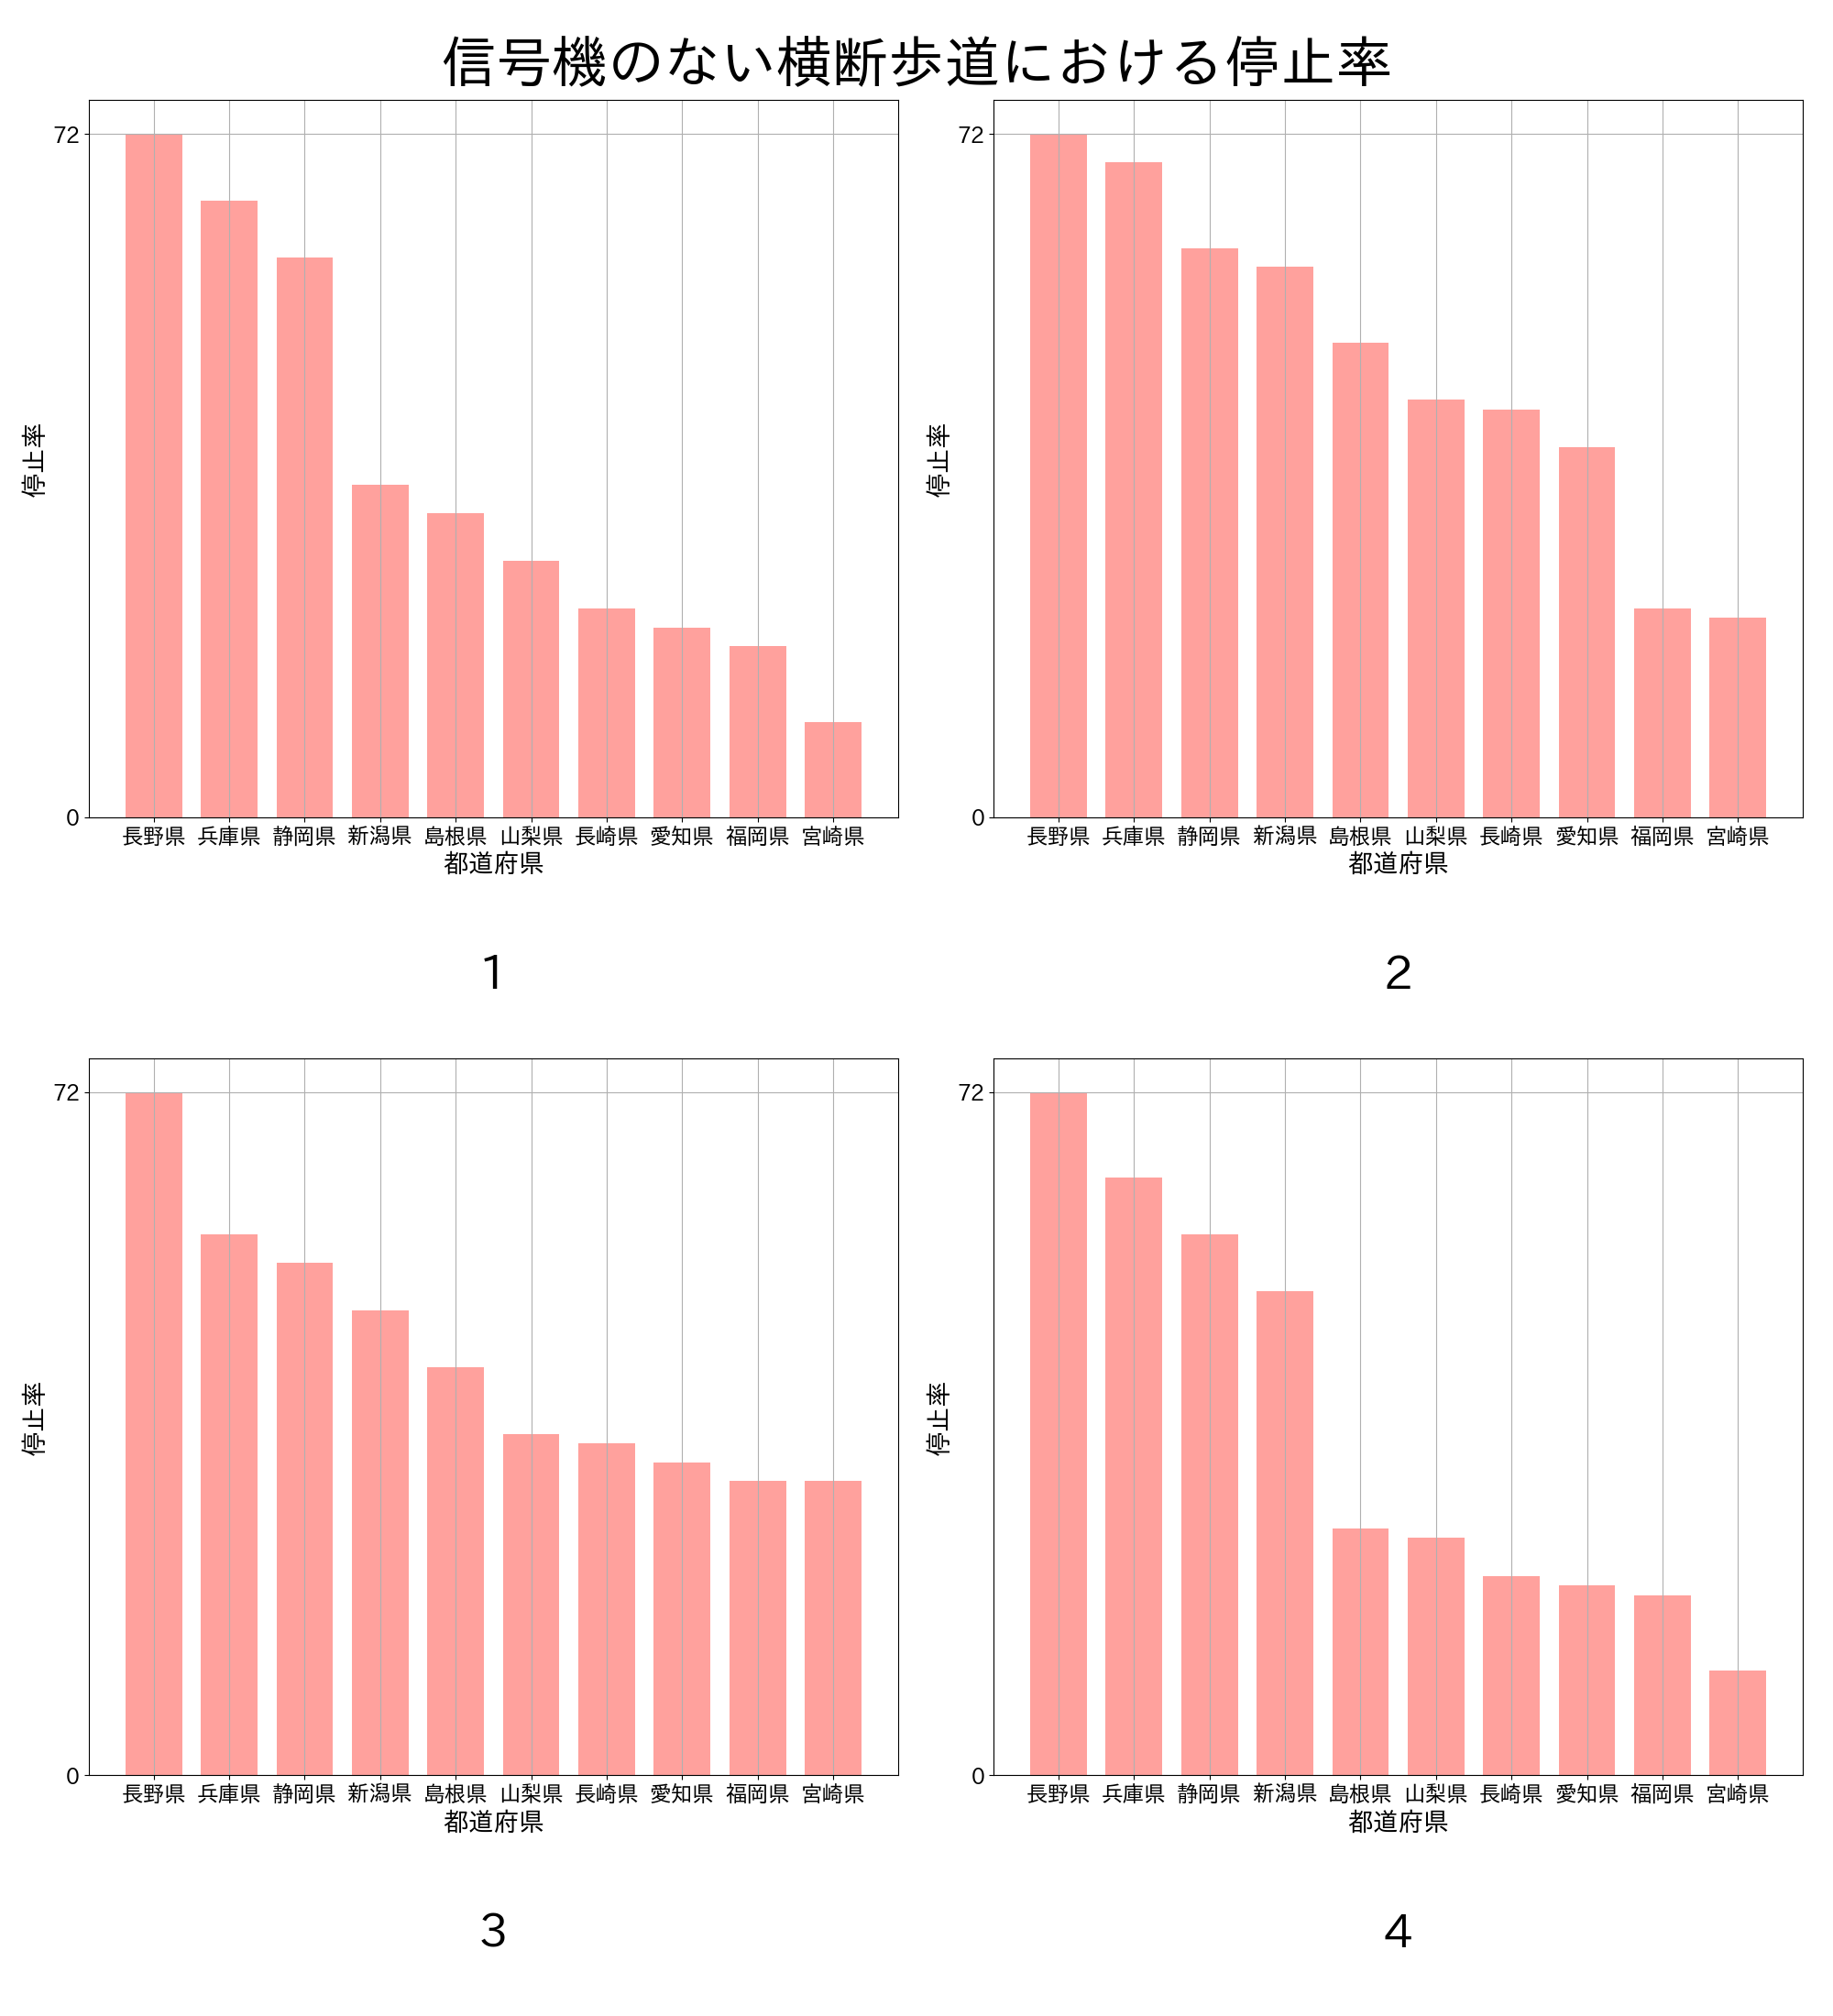 信号機のない横断歩道における停止率
72
0
停止率
長野県 兵庫県 静岡県 新潟県 島根県 山梨県 長崎県 愛知県 福岡県 宮崎県
都道府県
1
72
0
停止率
長野県 兵庫県 静岡県 新潟県 島根県 山梨県 長崎県 愛知県 福岡県 宮崎県
都道府県
2
72
0
停止率
長野県 兵庫県 静岡県 新潟県 島根県 山梨県 長崎県 愛知県 福岡県 宮崎県
都道府県
3
72
0
停止率
長野県 兵庫県 静岡県 新潟県 島根県 山梨県 長崎県 愛知県 福岡県 宮崎県
都道府県
4